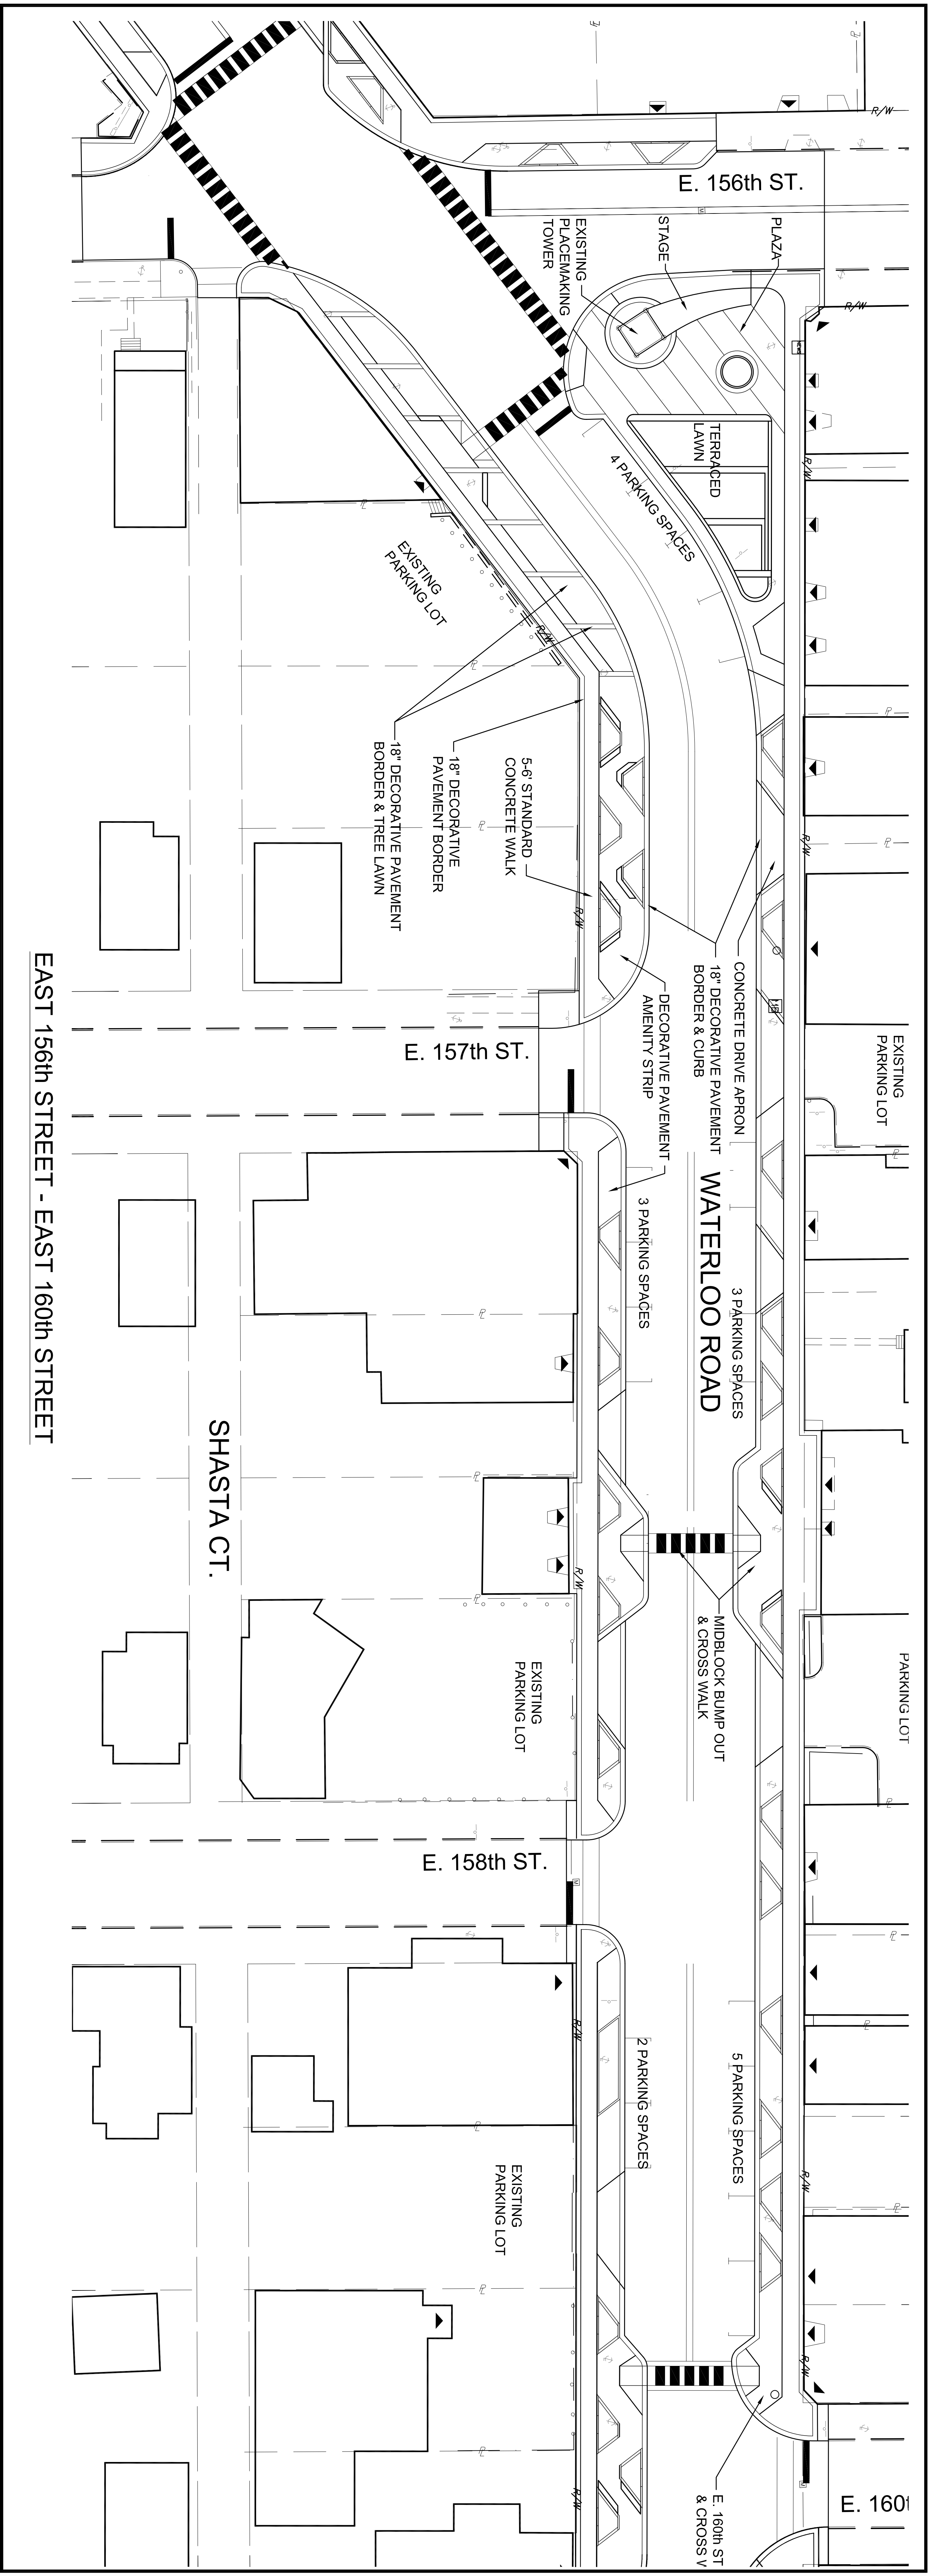 E. 156th ST.
PLAZA
STAGE
EXISTING
PLACEMAKING
TOWER
TERRACED
LAWN
4 PARKING SPACES
EXISTING
PARKING LOT
18" DECORATIVE PAVEMENT
BORDER & TREE LAWN
18" DECORATIVE
PAVEMENT BORDER
5-6' STANDARD
CONCRETE WALK
CONCRETE DRIVE APRON
18" DECORATIVE PAVEMENT
BORDER & CURB
DECORATIVE PAVEMENT
AMENITY STRIP
EXISTING
PARKING LOT
E. 157th ST.
WATERLOO ROAD
3 PARKING SPACES
3 PARKING SPACES
MIDBLOCK BUMP OUT
& CROSS WALK
EXISTING
PARKING LOT
PARKING LOT
SHASTA CT.
E. 158th ST.
2 PARKING SPACES
5 PARKING SPACES
EXISTING
PARKING LOT
E. 160th ST
& CROSS
E. 160t
EAST 156th STREET - EAST 160th STREET
R/W
R/W
R/W
R/W
R/W
R/W
R/W
R/W
R/W
R/W
R/W